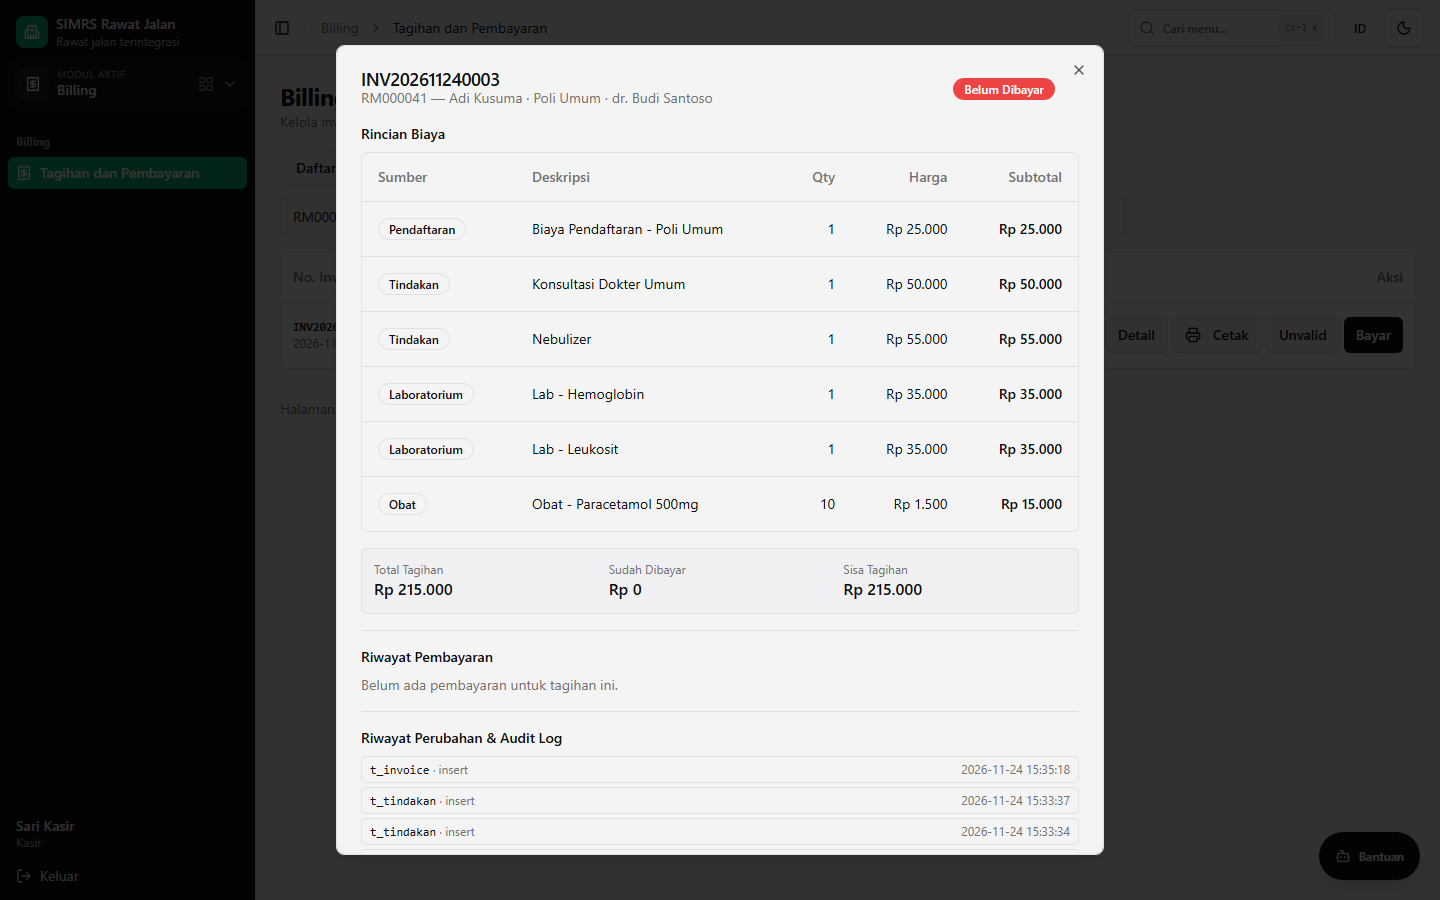 SIMRS Rawat Jalan
Rawat jalan terintegrasi
MODUL AKTIF
Billing
Billing
Tagihan dan Pembayaran
Sari Kasir
Kasir
Keluar
Billing
Tagihan dan Pembayaran
Cari menu...
Ctrl K
ID
Kelola
RM000
Aksi
2026-11
Detail
Cetak
Unvalid
Bayar
Halaman
Bantuan
INV202611240003
RM000041 — Adi Kusuma · Poli Umum · dr. Budi Santoso
Belum Dibayar
Rincian Biaya
Sumber Deskripsi Qty Harga Subtotal
Pendaftaran Biaya Pendaftaran - Poli Umum 1 Rp 25.000 Rp 25.000
Tindakan Konsultasi Dokter Umum 1 Rp 50.000 Rp 50.000
Tindakan Nebulizer 1 Rp 55.000 Rp 55.000
Laboratorium Lab - Hemoglobin 1 Rp 35.000 Rp 35.000
Laboratorium Lab - Leukosit 1 Rp 35.000 Rp 35.000
Obat Obat - Paracetamol 500mg 10 Rp 1.500 Rp 15.000
Total Tagihan Sudah Dibayar Sisa Tagihan
Rp 215.000 Rp 0 Rp 215.000
Riwayat Pembayaran
Belum ada pembayaran untuk tagihan ini.
Riwayat Perubahan & Audit Log
t_invoice · insert 2026-11-24 15:35:18
t_tindakan · insert 2026-11-24 15:33:37
t_tindakan · insert 2026-11-24 15:33:34